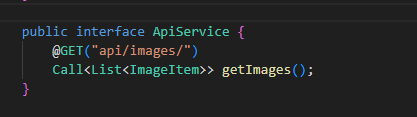 public interface ApiService {
@GET("api/images/")
Call<List<ImageItem>> getImages();
}